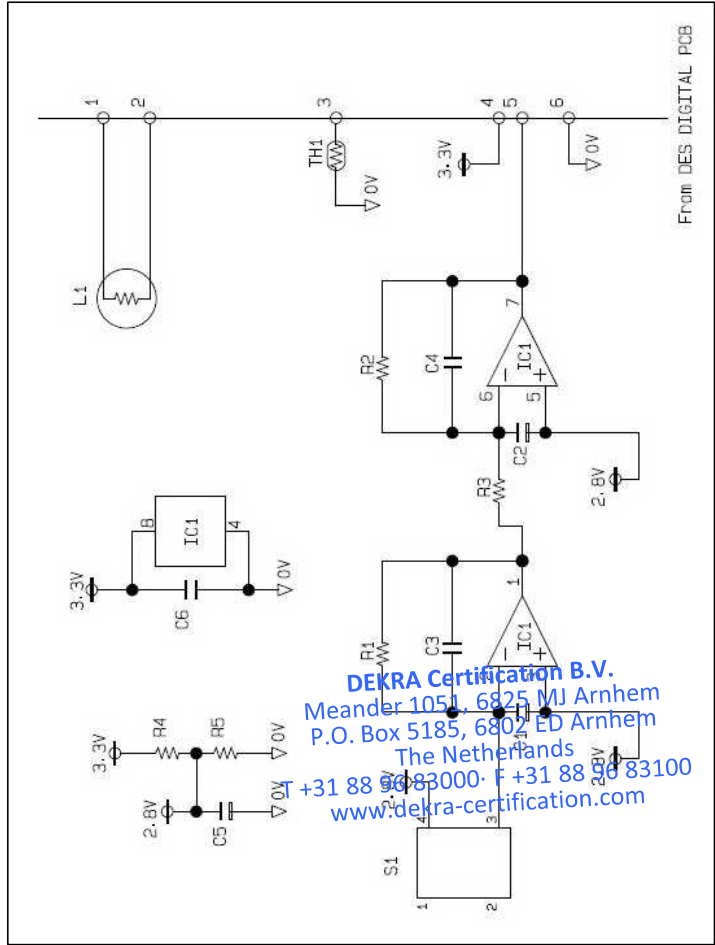 1
2
3
4
5
6
L1
TH1
0V
3.3V
0V
From DES DIGITAL PCB
3.3V
8
IC1
4
C6
0V
R2
C4
7
6
IC1
5
−
+
C2
R3
2.8V
3.3V
R4
R5
0V
2.8V
C5
0V
R1
C3
1
IC1
−
+
2.8V
S1
4
3
1
2
DEKRA Certification B.V.
Meander 1051, 6825 MJ Arnhem
P.O. Box 5185, 6802 ED Arnhem
The Netherlands
T +31 88 96 83000· F +31 88 96 83100
www.dekra-certification.com